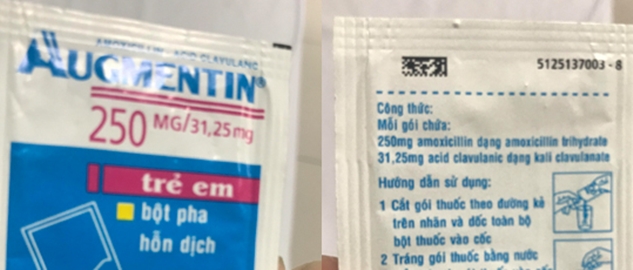 AMOXICILLIN - ACID CLAVULANIC
AUGMENTIN®
250 MG/31,25mg
trẻ em
bột pha
hỗn dịch
5125137003 - 8
Công thức:
Mỗi gói chứa:
250mg amoxicillin dạng amoxicillin trihydrate
31,25mg acid clavulanic dạng kali clavulanate
Hướng dẫn sử dụng:
1 Cắt gói thuốc theo đường kẻ
trên nhãn và dốc toàn bộ
bột thuốc vào cốc
2 Tráng gói thuốc bằng nước